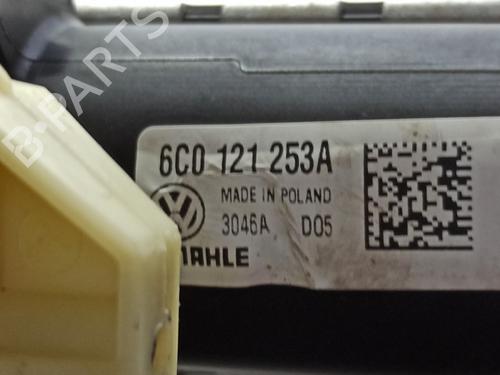 B-PARTS
6C0 121 253A
MADE IN POLAND
3046A D05
MAHLE